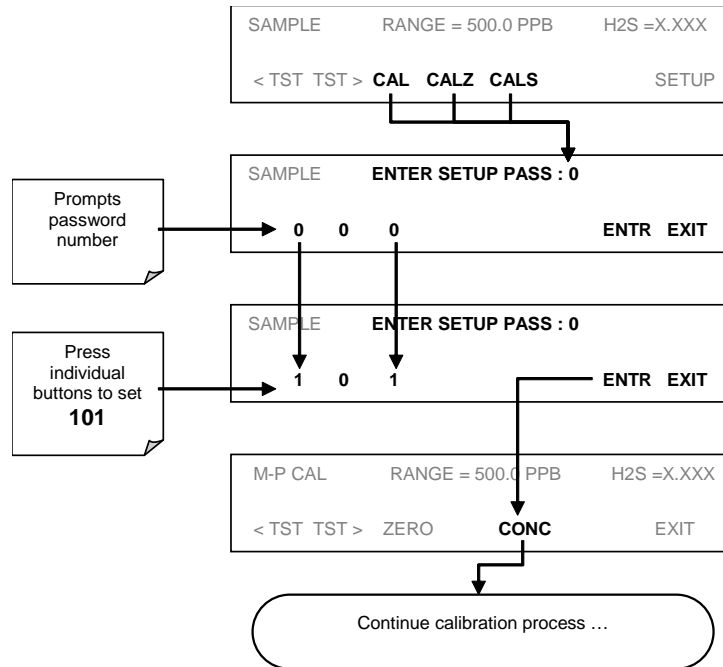 SAMPLE RANGE = 500.0 PPB H2S =X.XXX
< TST TST > CAL CALZ CALS SETUP
SAMPLE ENTER SETUP PASS : 0
Prompts
password
number
0 0 0 ENTR EXIT
SAMPLE ENTER SETUP PASS : 0
Press
individual
buttons to set
101
1 0 1 ENTR EXIT
M-P CAL RANGE = 500.0 PPB H2S =X.XXX
< TST TST > ZERO CONC EXIT
Continue calibration process …